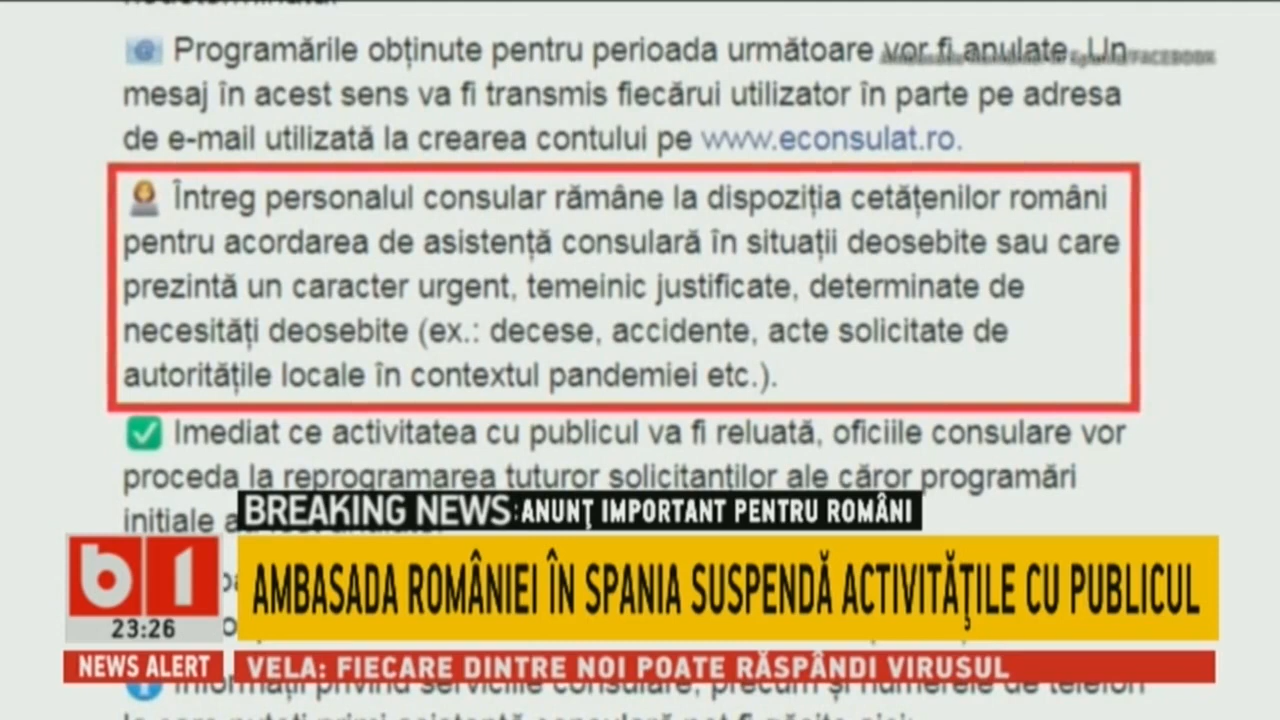 Programările obținute pentru perioada următoare vor fi anulate. Un
mesaj în acest sens va fi transmis fiecărui utilizator în parte pe adresa
de e-mail utilizată la crearea contului pe www.econsulat.ro.
Întreg personalul consular rămâne la dispoziția cetățenilor români
pentru acordarea de asistență consulară în situații deosebite sau care
prezintă un caracter urgent, temeinic justificate, determinate de
necesități deosebite (ex.: decese, accidente, acte solicitate de
autoritățile locale în contextul pandemiei etc.).
Imediat ce activitatea cu publicul va fi reluată, oficiile consulare vor
proceda la reprogramarea tuturor solicitanților ale căror programări
inițiale
BREAKING NEWS: ANUNŢ IMPORTANT PENTRU ROMÂNI
b1
AMBASADA ROMÂNIEI ÎN SPANIA SUSPENDĂ ACTIVITĂŢILE CU PUBLICUL
23:26
NEWS ALERT
VELA: FIECARE DINTRE NOI POATE RĂSPÂNDI VIRUSUL